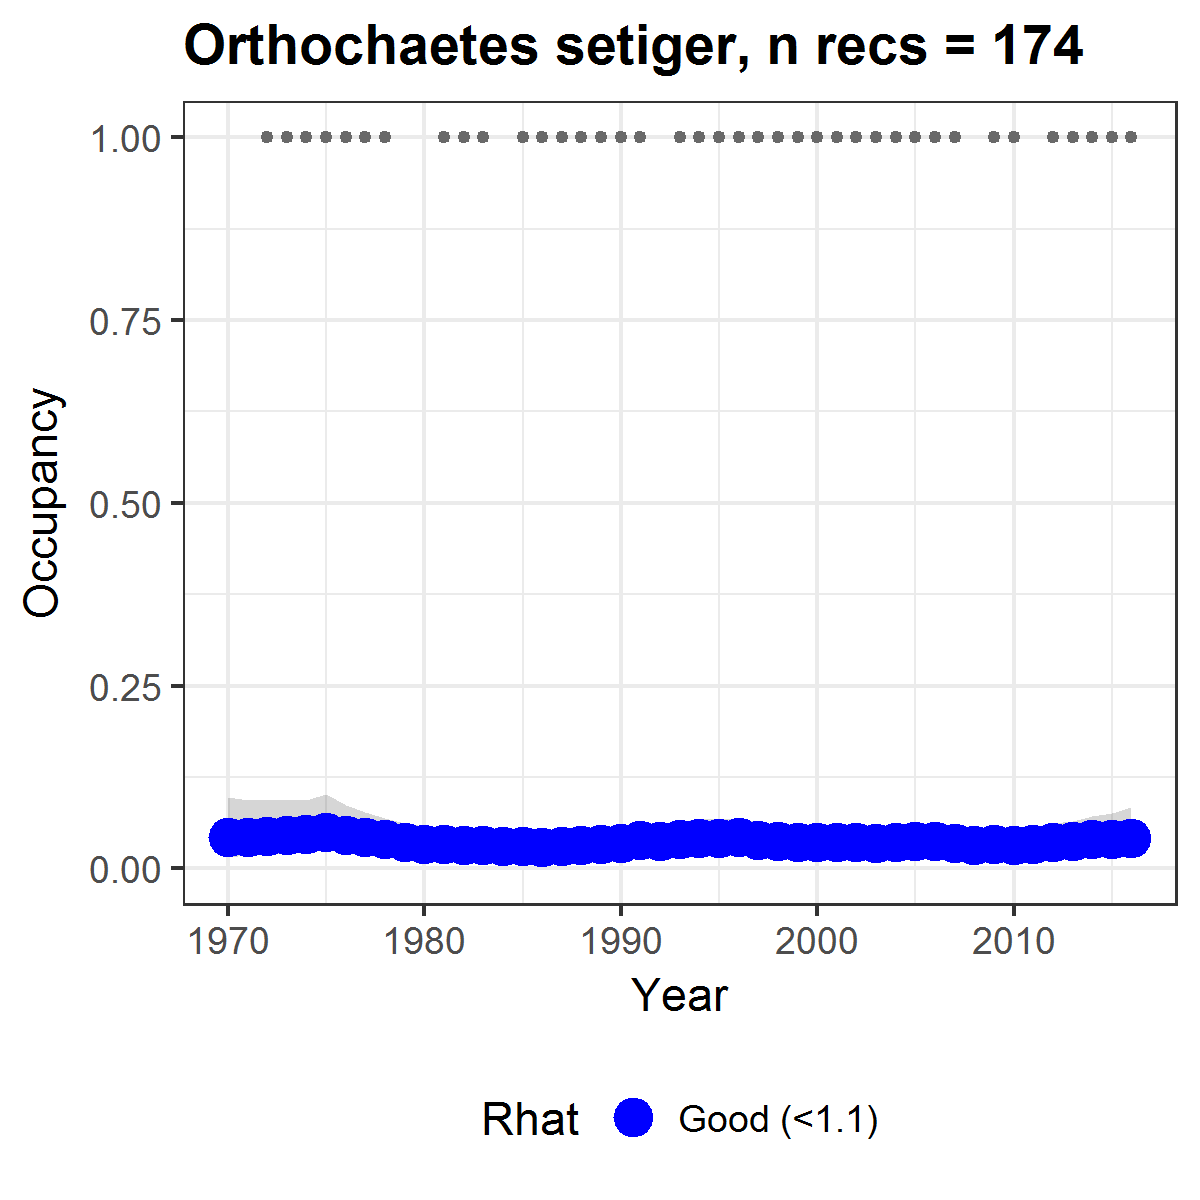 Orthochaetes setiger, n recs = 174
1.00
0.75
0.50
0.25
0.00
Occupancy
1970 1980 1990 2000 2010
Year
Rhat Good (<1.1)